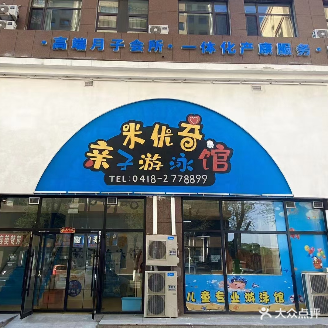 高端月子会所·一体化产康服务
米优奇
亲子游泳馆
TEL:0418-2778899
儿童专业游泳馆
大众点评